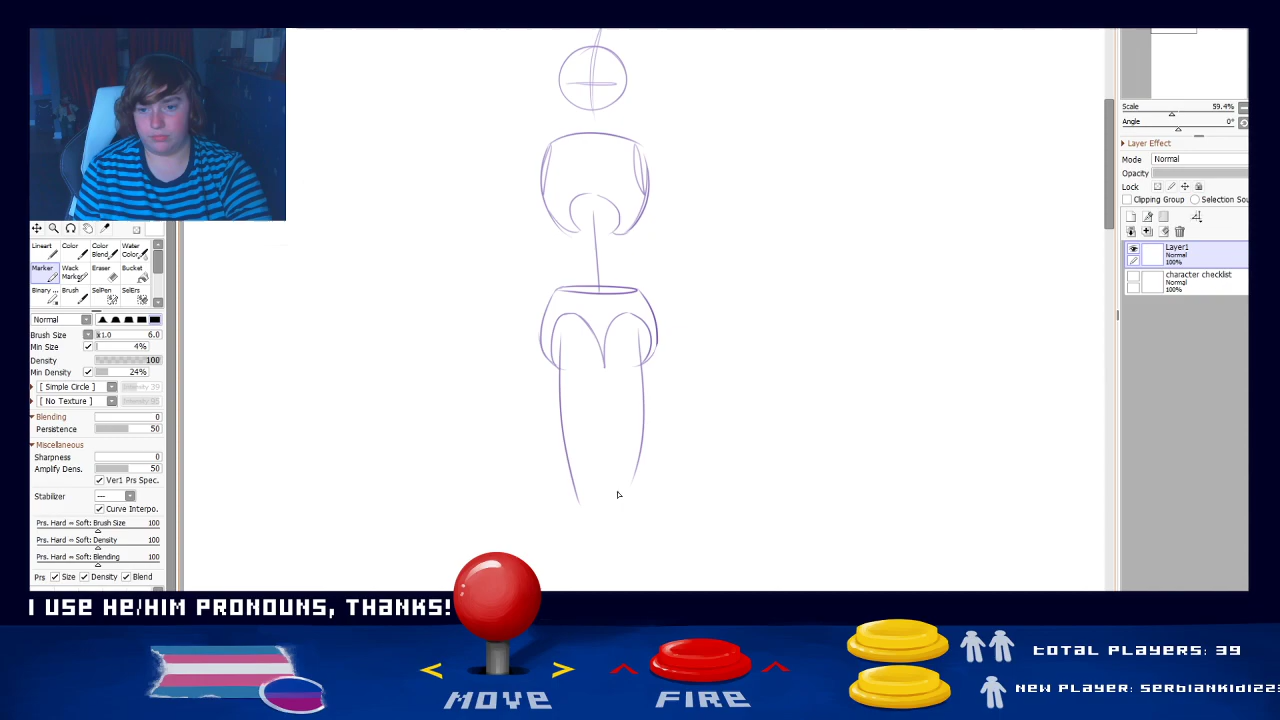 Scale 59.4%
Angle 0°
Layer Effect
Mode Normal
Opacity
Lock
Clipping Group Selection Sou
Layer1
Normal
100%
character checklist
Normal
100%
Lineart Color Color Blend.. Water Color..
Marker Wack Marker Eraser Bucket
Binary ... Brush SelPen SelErs
Normal
Brush Size x1.0 6.0
Min Size 4%
Density 100
Min Density 24%
[ Simple Circle ] Intensity 39
[ No Texture ]
Blending 0
Persistence 50
Miscellaneous
Sharpness 0
Amplify Dens. 50
Ver1 Prs Spec.
Stabilizer ---
Curve Interpo.
Prs. Hard ⇔ Soft: Brush Size 100
Prs. Hard ⇔ Soft: Density 100
Prs. Hard ⇔ Soft: Blending 100
Prs Size Density Blend
I USE HE/HIM PRONOUNS, THANKS!
< MOVE > ^ FIRE ^
TOTAL PLAYERS: 39
NEW PLAYER: SERBIANKID1223